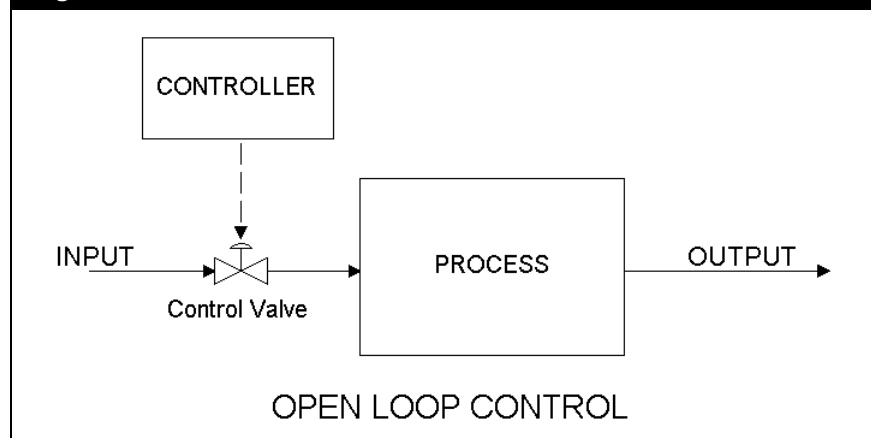 CONTROLLER
INPUT
PROCESS
OUTPUT
Control Valve
OPEN LOOP CONTROL